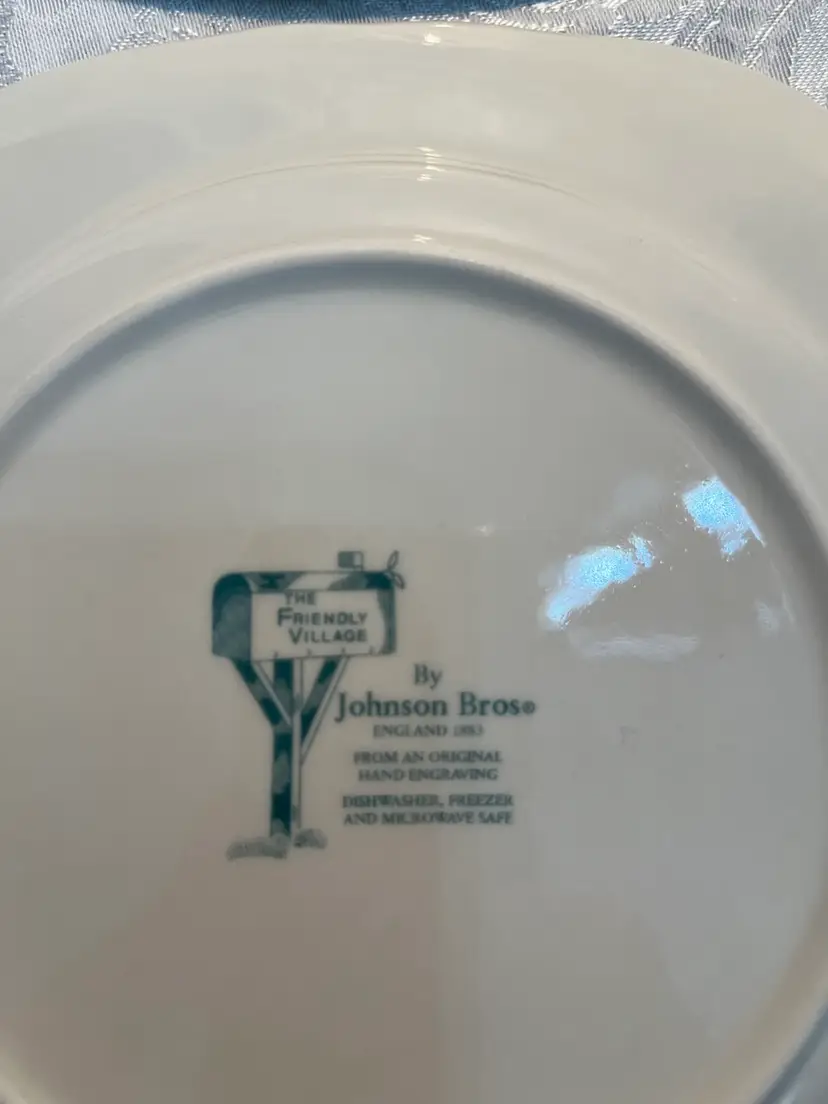 THE
FRIENDLY
VILLAGE
By
Johnson Bros®
ENGLAND 1883
FROM AN ORIGINAL
HAND ENGRAVING
DISHWASHER, FREEZER
AND MICROWAVE SAFE